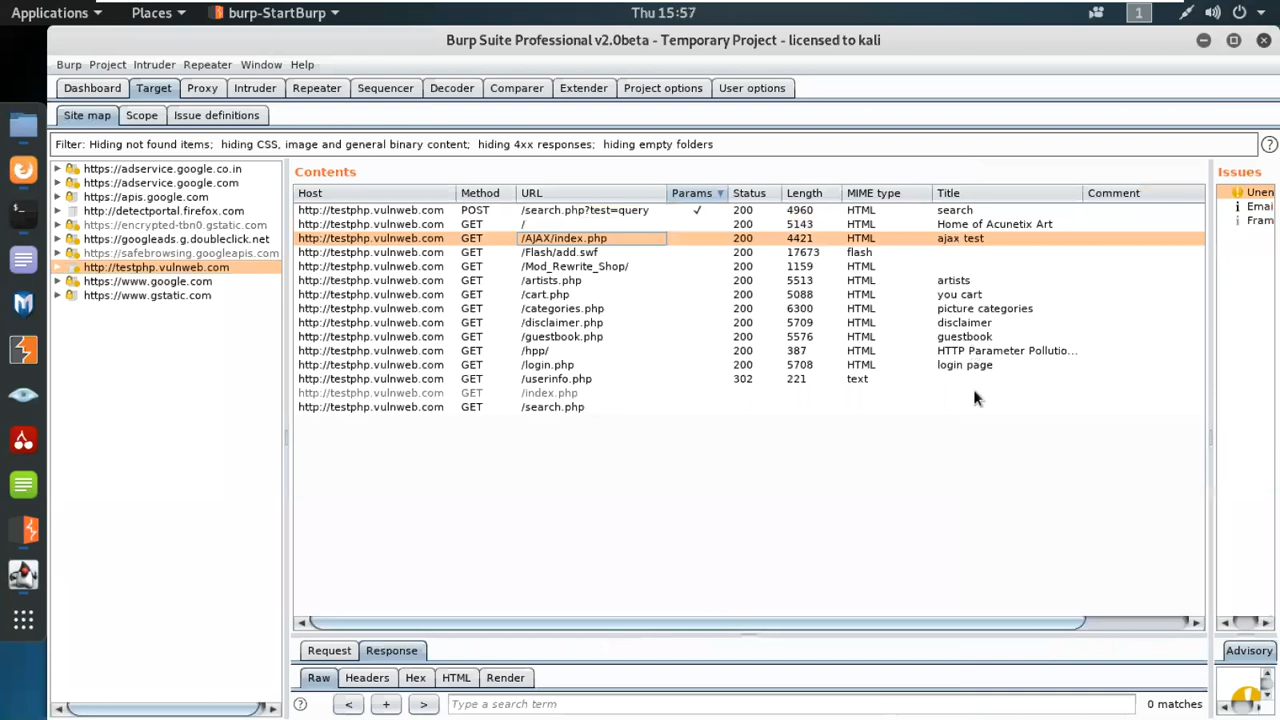 Applications Places burp-StartBurp Thu 15:57 1
Burp Suite Professional v2.0beta - Temporary Project - licensed to kali
Burp Project Intruder Repeater Window Help
Dashboard Target Proxy Intruder Repeater Sequencer Decoder Comparer Extender Project options User options
Site map Scope Issue definitions
Filter: Hiding not found items; hiding CSS, image and general binary content; hiding 4xx responses; hiding empty folders ?
https://adservice.google.co.in
https://adservice.google.com
https://apis.google.com
http://detectportal.firefox.com
https://encrypted-tbn0.gstatic.com
https://googleads.g.doubleclick.net
https://safebrowsing.googleapis.com
http://testphp.vulnweb.com
https://www.google.com
https://www.gstatic.com
Contents
Host Method URL Params Status Length MIME type Title Comment
http://testphp.vulnweb.com POST /search.php?test=query ✓ 200 4960 HTML search
http://testphp.vulnweb.com GET / 200 5143 HTML Home of Acunetix Art
http://testphp.vulnweb.com GET /AJAX/index.php 200 4421 HTML ajax test
http://testphp.vulnweb.com GET /Flash/add.swf 200 17673 flash
http://testphp.vulnweb.com GET /Mod_Rewrite_Shop/ 200 1159 HTML
http://testphp.vulnweb.com GET /artists.php 200 5513 HTML artists
http://testphp.vulnweb.com GET /cart.php 200 5088 HTML you cart
http://testphp.vulnweb.com GET /categories.php 200 6300 HTML picture categories
http://testphp.vulnweb.com GET /disclaimer.php 200 5709 HTML disclaimer
http://testphp.vulnweb.com GET /guestbook.php 200 5576 HTML guestbook
http://testphp.vulnweb.com GET /hpp/ 200 387 HTML HTTP Parameter Pollutio...
http://testphp.vulnweb.com GET /login.php 200 5708 HTML login page
http://testphp.vulnweb.com GET /userinfo.php 302 221 text
http://testphp.vulnweb.com GET /index.php
http://testphp.vulnweb.com GET /search.php
Issues
Unen
Emai
Fram
Request Response
Raw Headers Hex HTML Render
? < + > Type a search term 0 matches
Advisory